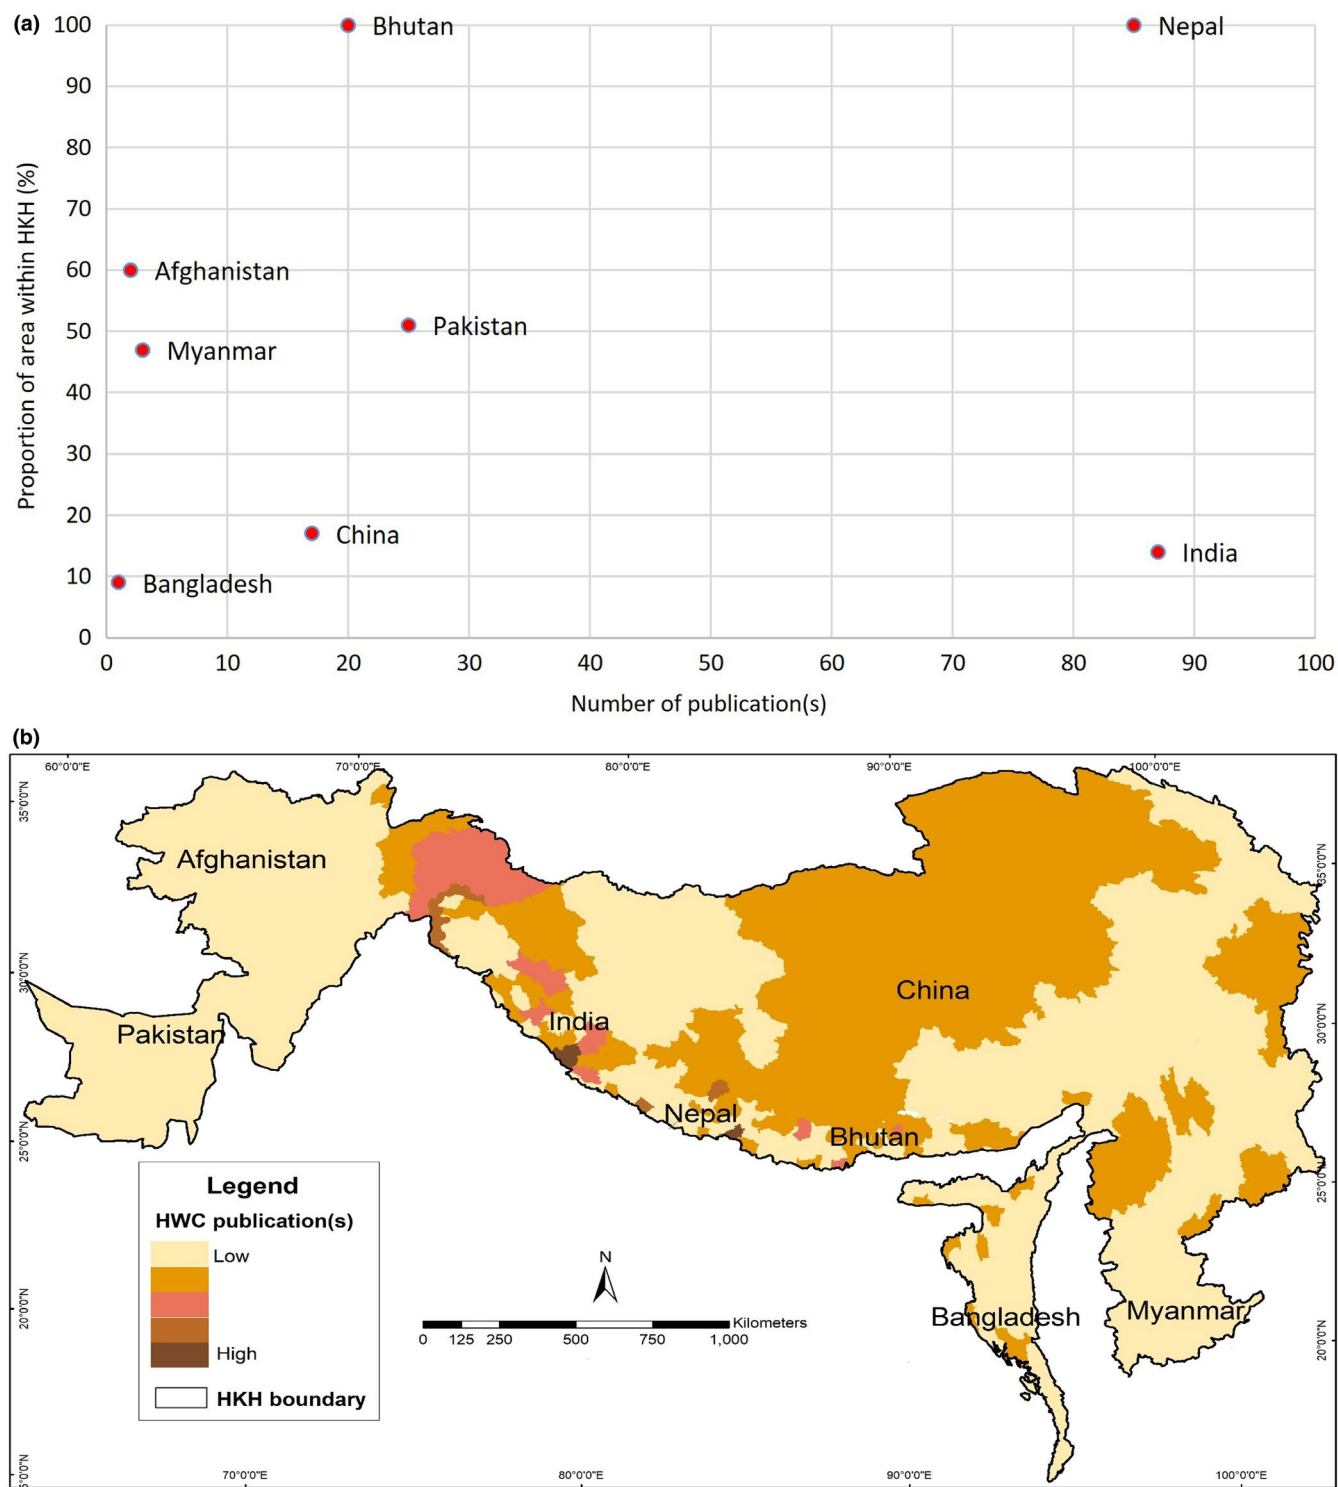 (a)
100
90
80
70
60
50
40
30
20
10
0
Proportion of area within HKH (%)
Bhutan
Nepal
Afghanistan
Pakistan
Myanmar
China
India
Bangladesh
0 10 20 30 40 50 60 70 80 90 100
Number of publication(s)
(b)
60°0'0"E 70°0'0"E 80°0'0"E 90°0'0"E 100°0'0"E
35°0'0"N
30°0'0"N
25°0'0"N
20°0'0"N
35°0'0"N
30°0'0"N
25°0'0"N
20°0'0"N
Afghanistan
Pakistan
China
India
Nepal
Bhutan
Bangladesh
Myanmar
Legend
HWC publication(s)
Low
High
HKH boundary
N
0 125 250 500 750 1,000
Kilometers
70°0'0"E 80°0'0"E 90°0'0"E 100°0'0"E